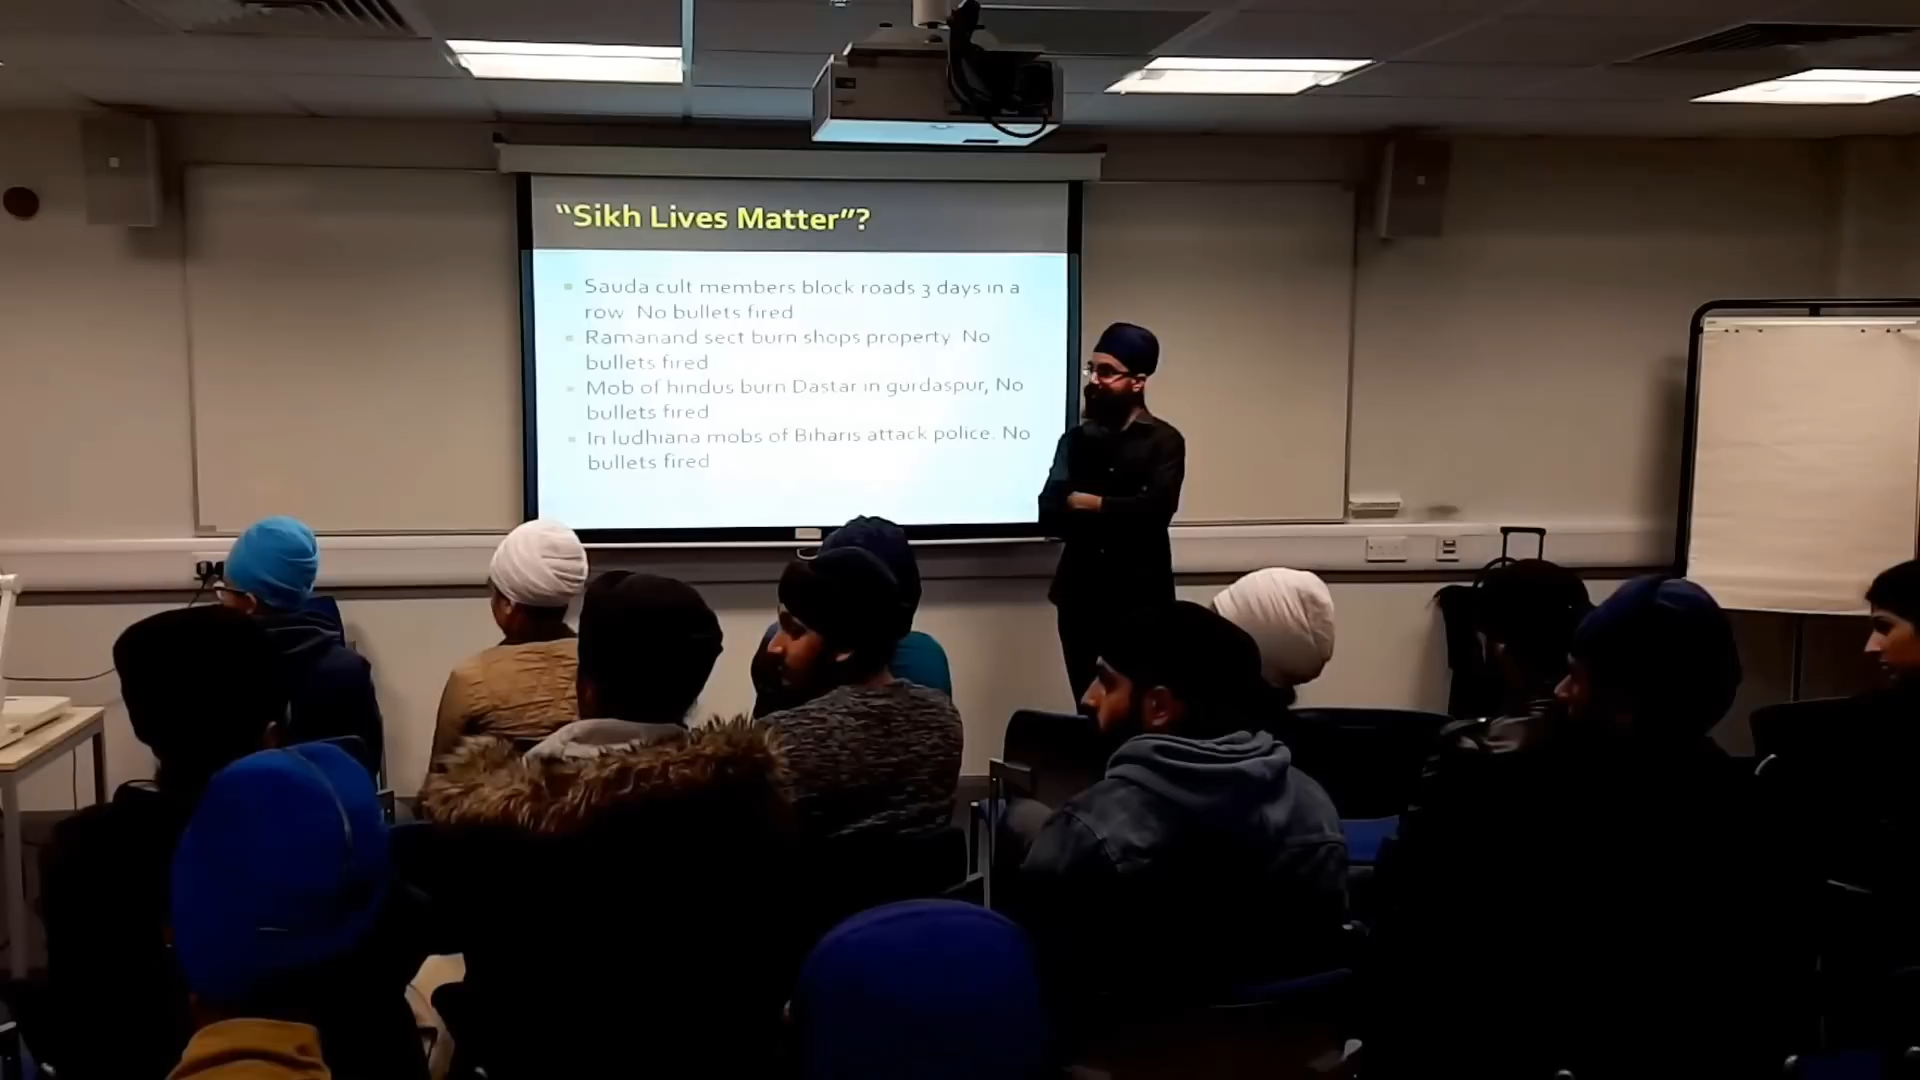 “Sikh Lives Matter”?
Sauda cult members block roads 3 days in a
row. No bullets fired
Ramanand sect burn shops property. No
bullets fired
Mob of hindus burn Dastar in gurdaspur, No
bullets fired
In ludhiana mobs of Biharis attack police. No
bullets fired